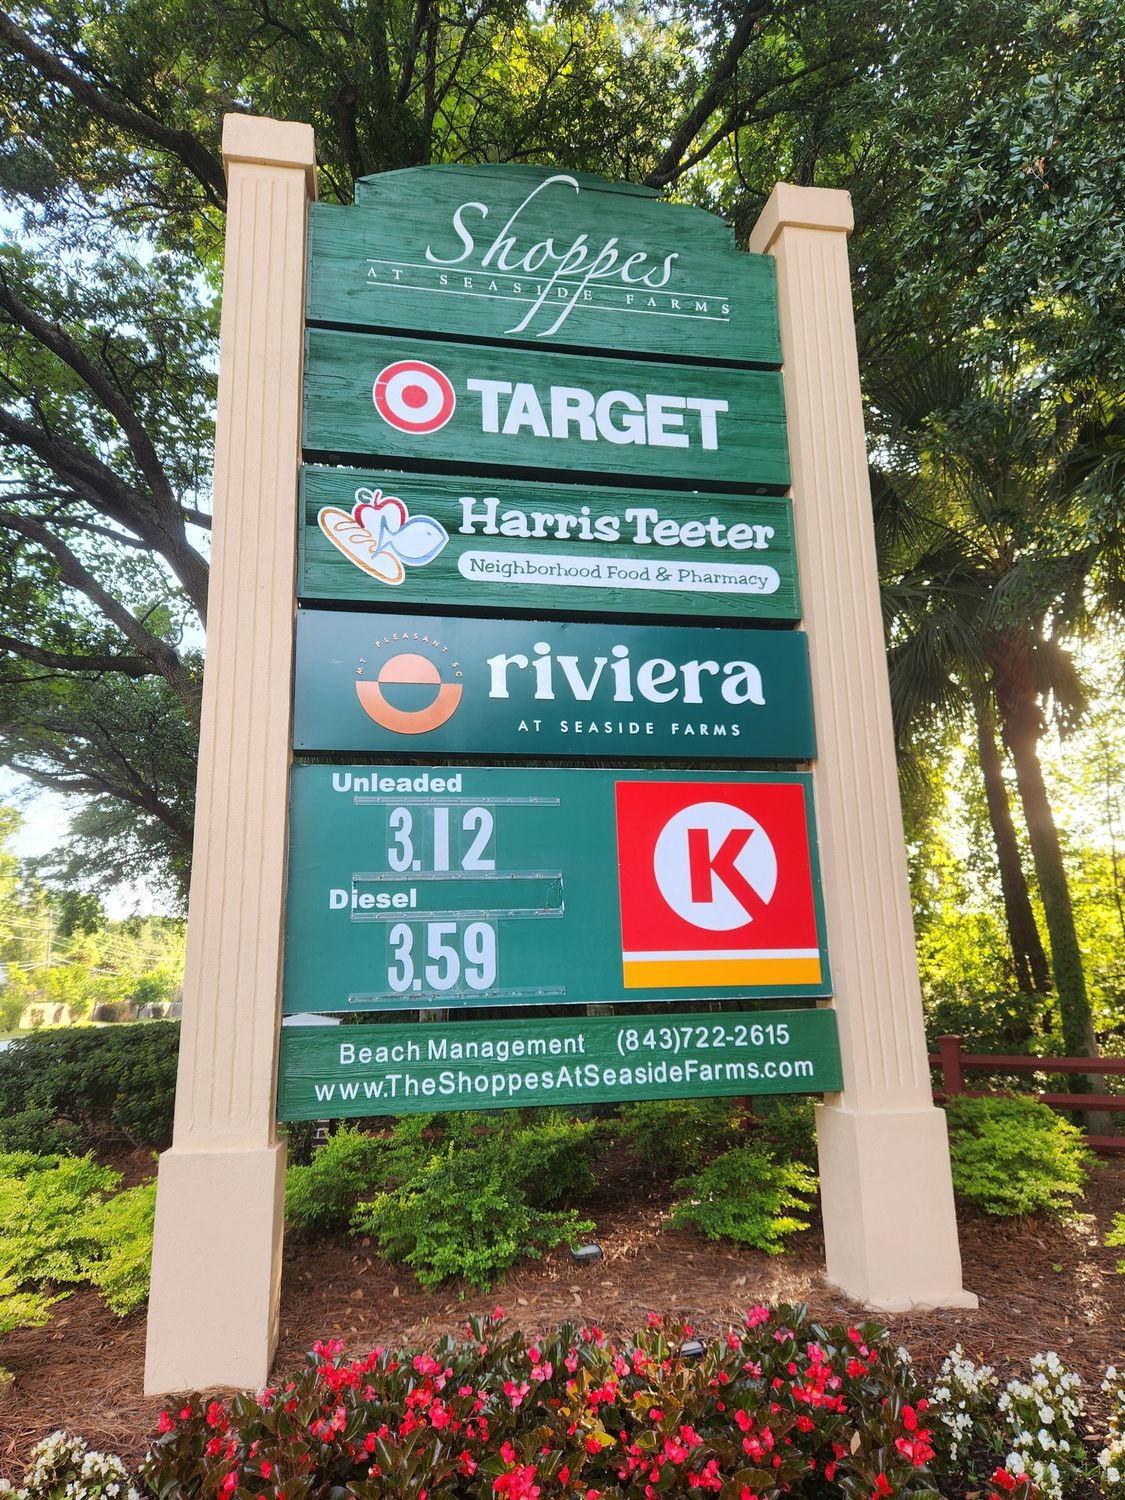 Shoppes
AT SEASIDE FARMS
TARGET
Harris Teeter
Neighborhood Food & Pharmacy
MT PLEASANT SC
riviera
AT SEASIDE FARMS
Unleaded
3.12
Diesel
3.59
K
Beach Management (843)722-2615
www.TheShoppesAtSeasideFarms.com